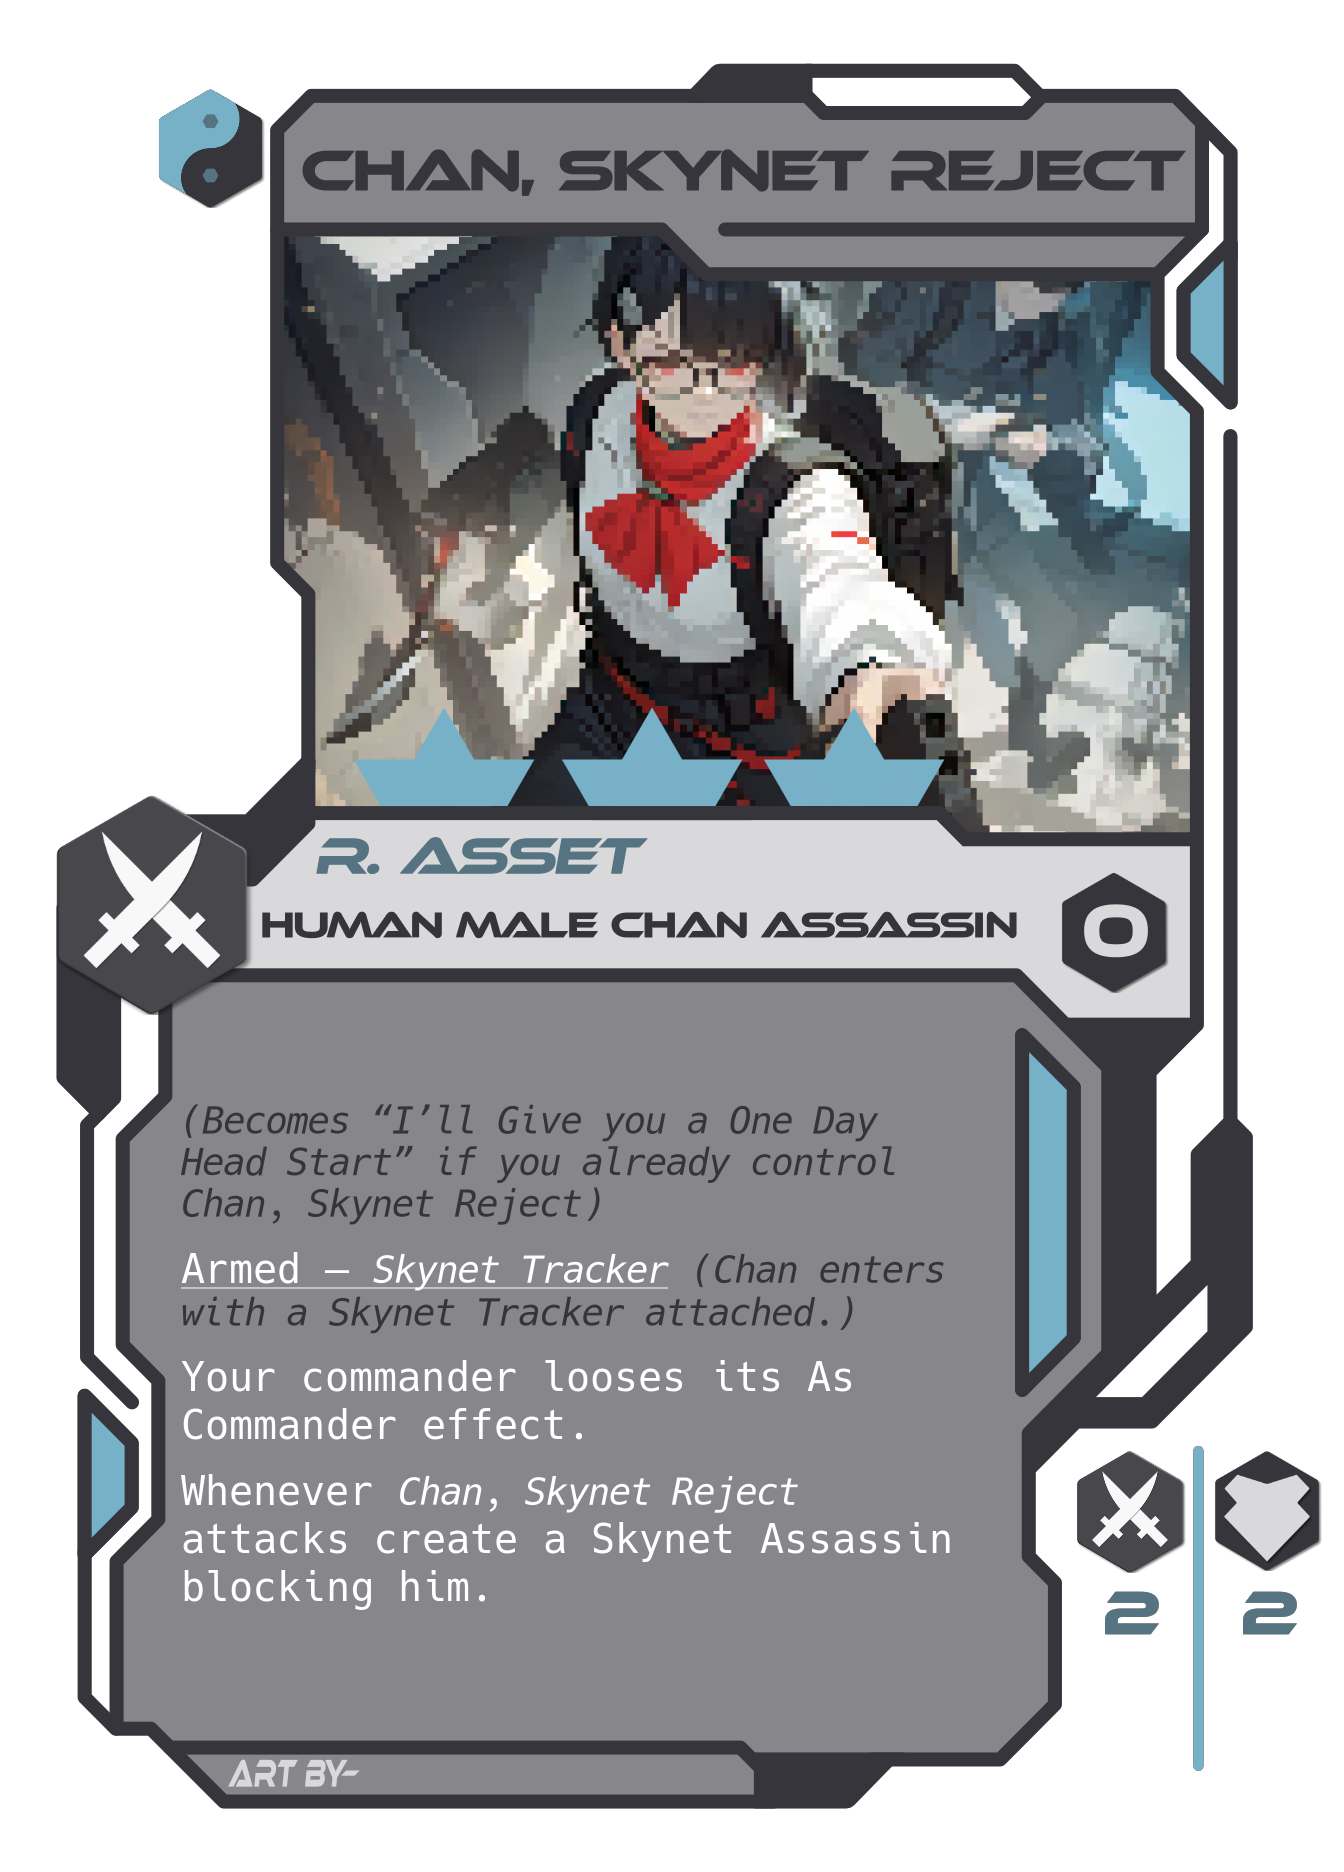 CHAN, SKYNET REJECT
R. ASSET
HUMAN MALE CHAN ASSASSIN
0
(Becomes “I’ll Give you a One Day
Head Start” if you already control
Chan, Skynet Reject)
Armed – Skynet Tracker (Chan enters
with a Skynet Tracker attached.)
Your commander looses its As
Commander effect.
Whenever Chan, Skynet Reject
attacks create a Skynet Assassin
blocking him.
2 2
ART BY-